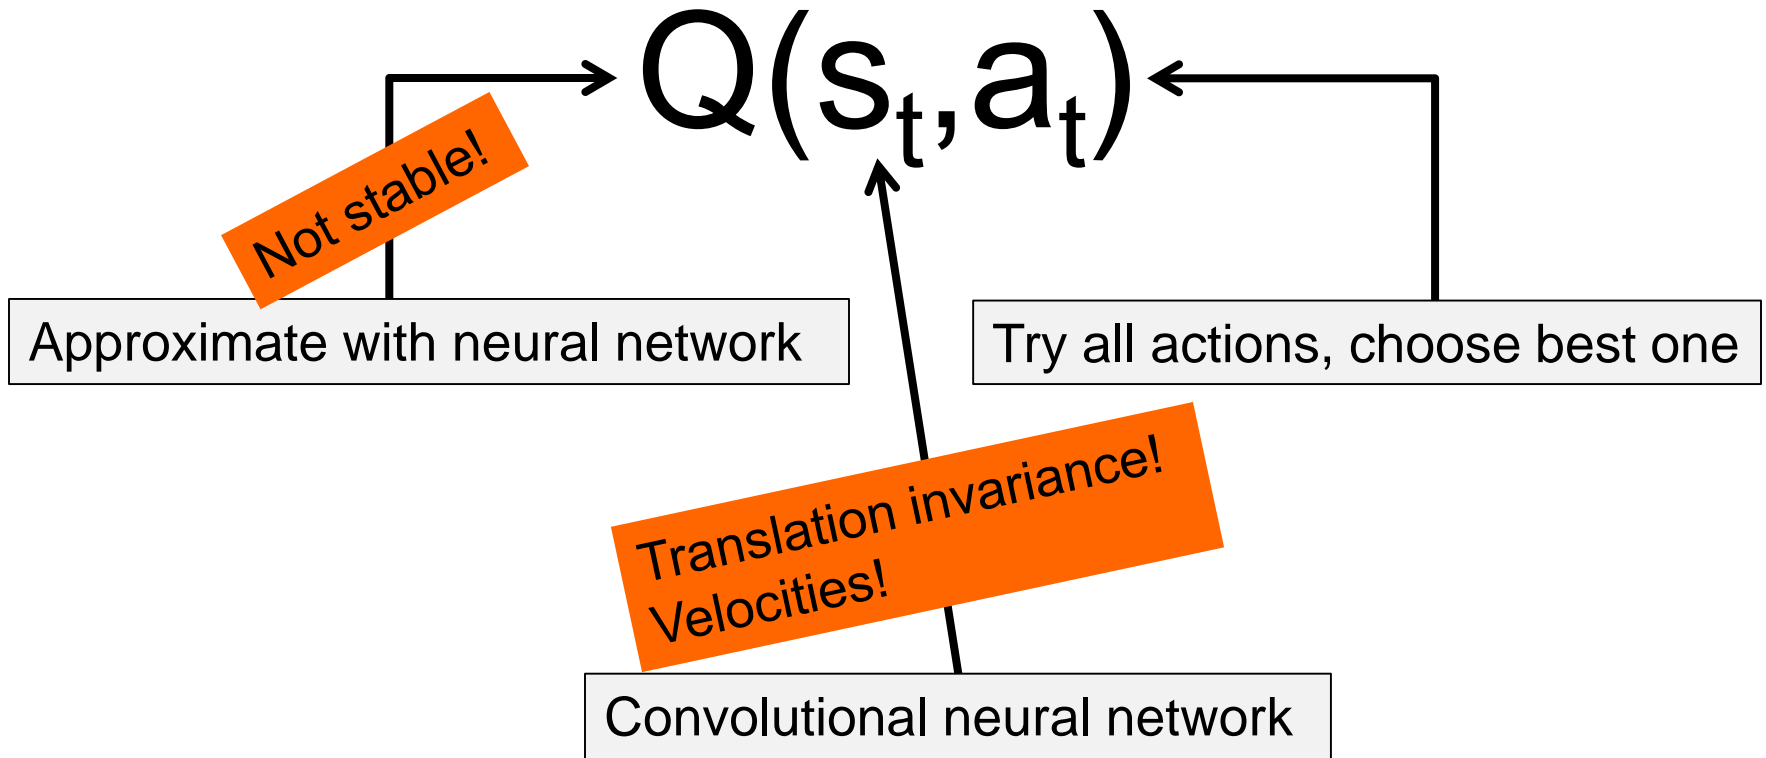 Q(sₜ,aₜ)
Not stable!
Approximate with neural network
Try all actions, choose best one
Translation invariance!
Velocities!
Convolutional neural network